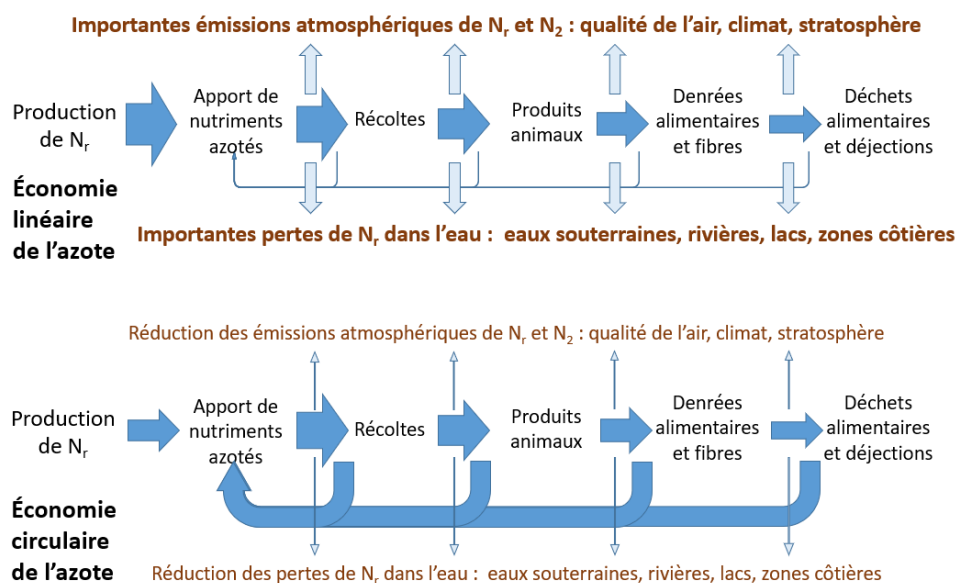 Importantes émissions atmosphériques de Nr et N2 : qualité de l'air, climat, stratosphère
Production
de Nr
Apport de
nutriments
azotés
Récoltes
Produits
animaux
Denrées
alimentaires
et fibres
Déchets
alimentaires
et déjections
Économie
linéaire
de l'azote
Importantes pertes de Nr dans l'eau : eaux souterraines, rivières, lacs, zones côtières
Réduction des émissions atmosphériques de Nr et N2 : qualité de l'air, climat, stratosphère
Production
de Nr
Apport de
nutriments
azotés
Récoltes
Produits
animaux
Denrées
alimentaires
et fibres
Déchets
alimentaires
et déjections
Économie
circulaire
de l'azote
Réduction des pertes de Nr dans l'eau : eaux souterraines, rivières, lacs, zones côtières